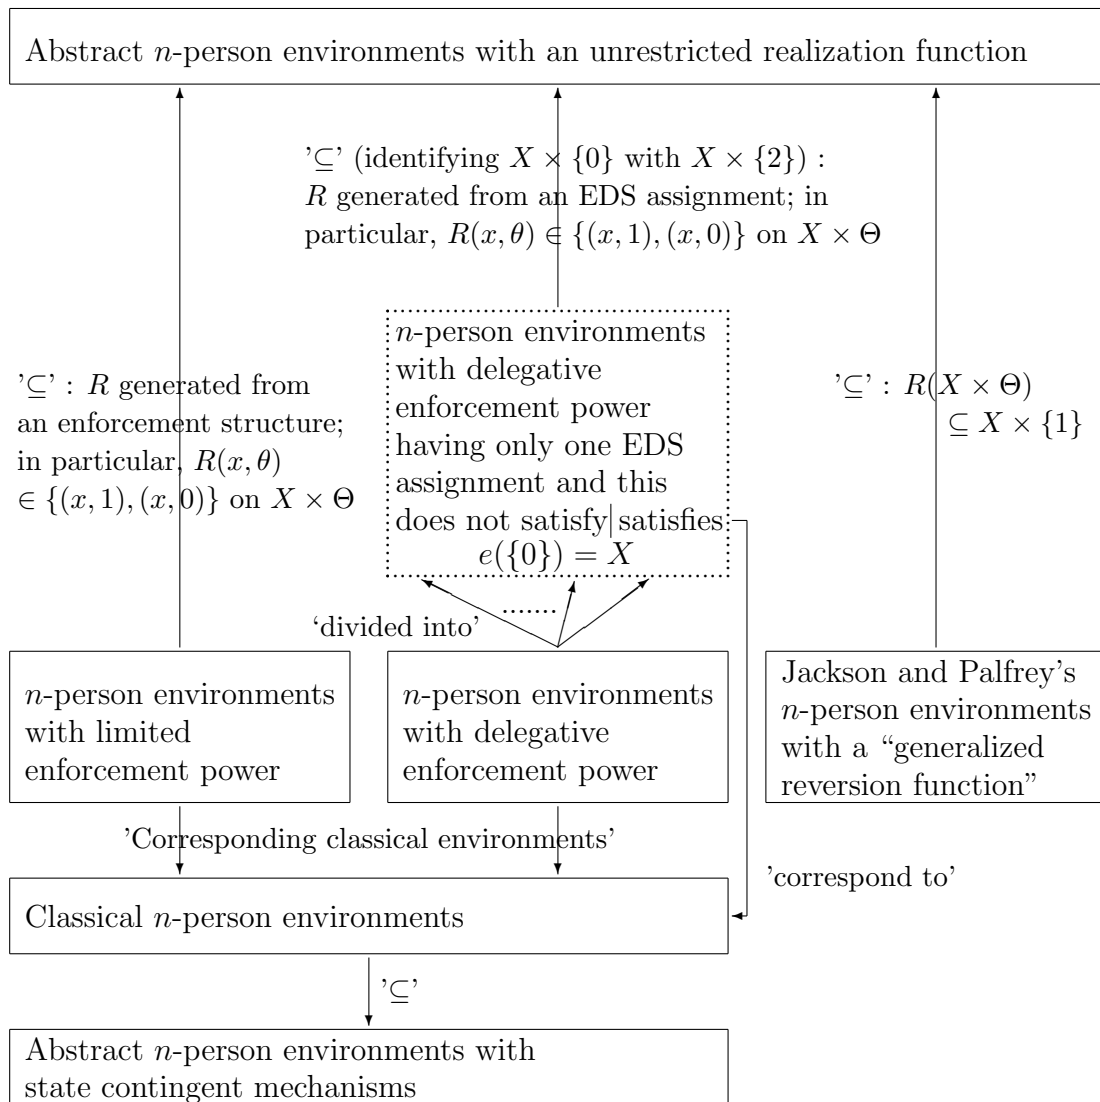 Abstract n-person environments with an unrestricted realization function
’⊆’ (identifying X × {0} with X × {2}) :
R generated from an EDS assignment; in
particular, R(x, θ) ∈ {(x, 1), (x, 0)} on X × Θ
n-person environments
with delegative
enforcement power
having only one EDS
assignment and this
does not satisfy| satisfies
e({0}) = X
’⊆’ : R generated from
an enforcement structure;
in particular, R(x, θ)
∈ {(x, 1), (x, 0)} on X × Θ
’⊆’ : R(X × Θ)
⊆ X × {1}
.......
‘divided into’
n-person environments
with limited
enforcement power
n-person environments
with delegative
enforcement power
Jackson and Palfrey’s
n-person environments
with a “generalized
reversion function”
’Corresponding classical environments’
’correspond to’
Classical n-person environments
’⊆’
Abstract n-person environments with
state contingent mechanisms